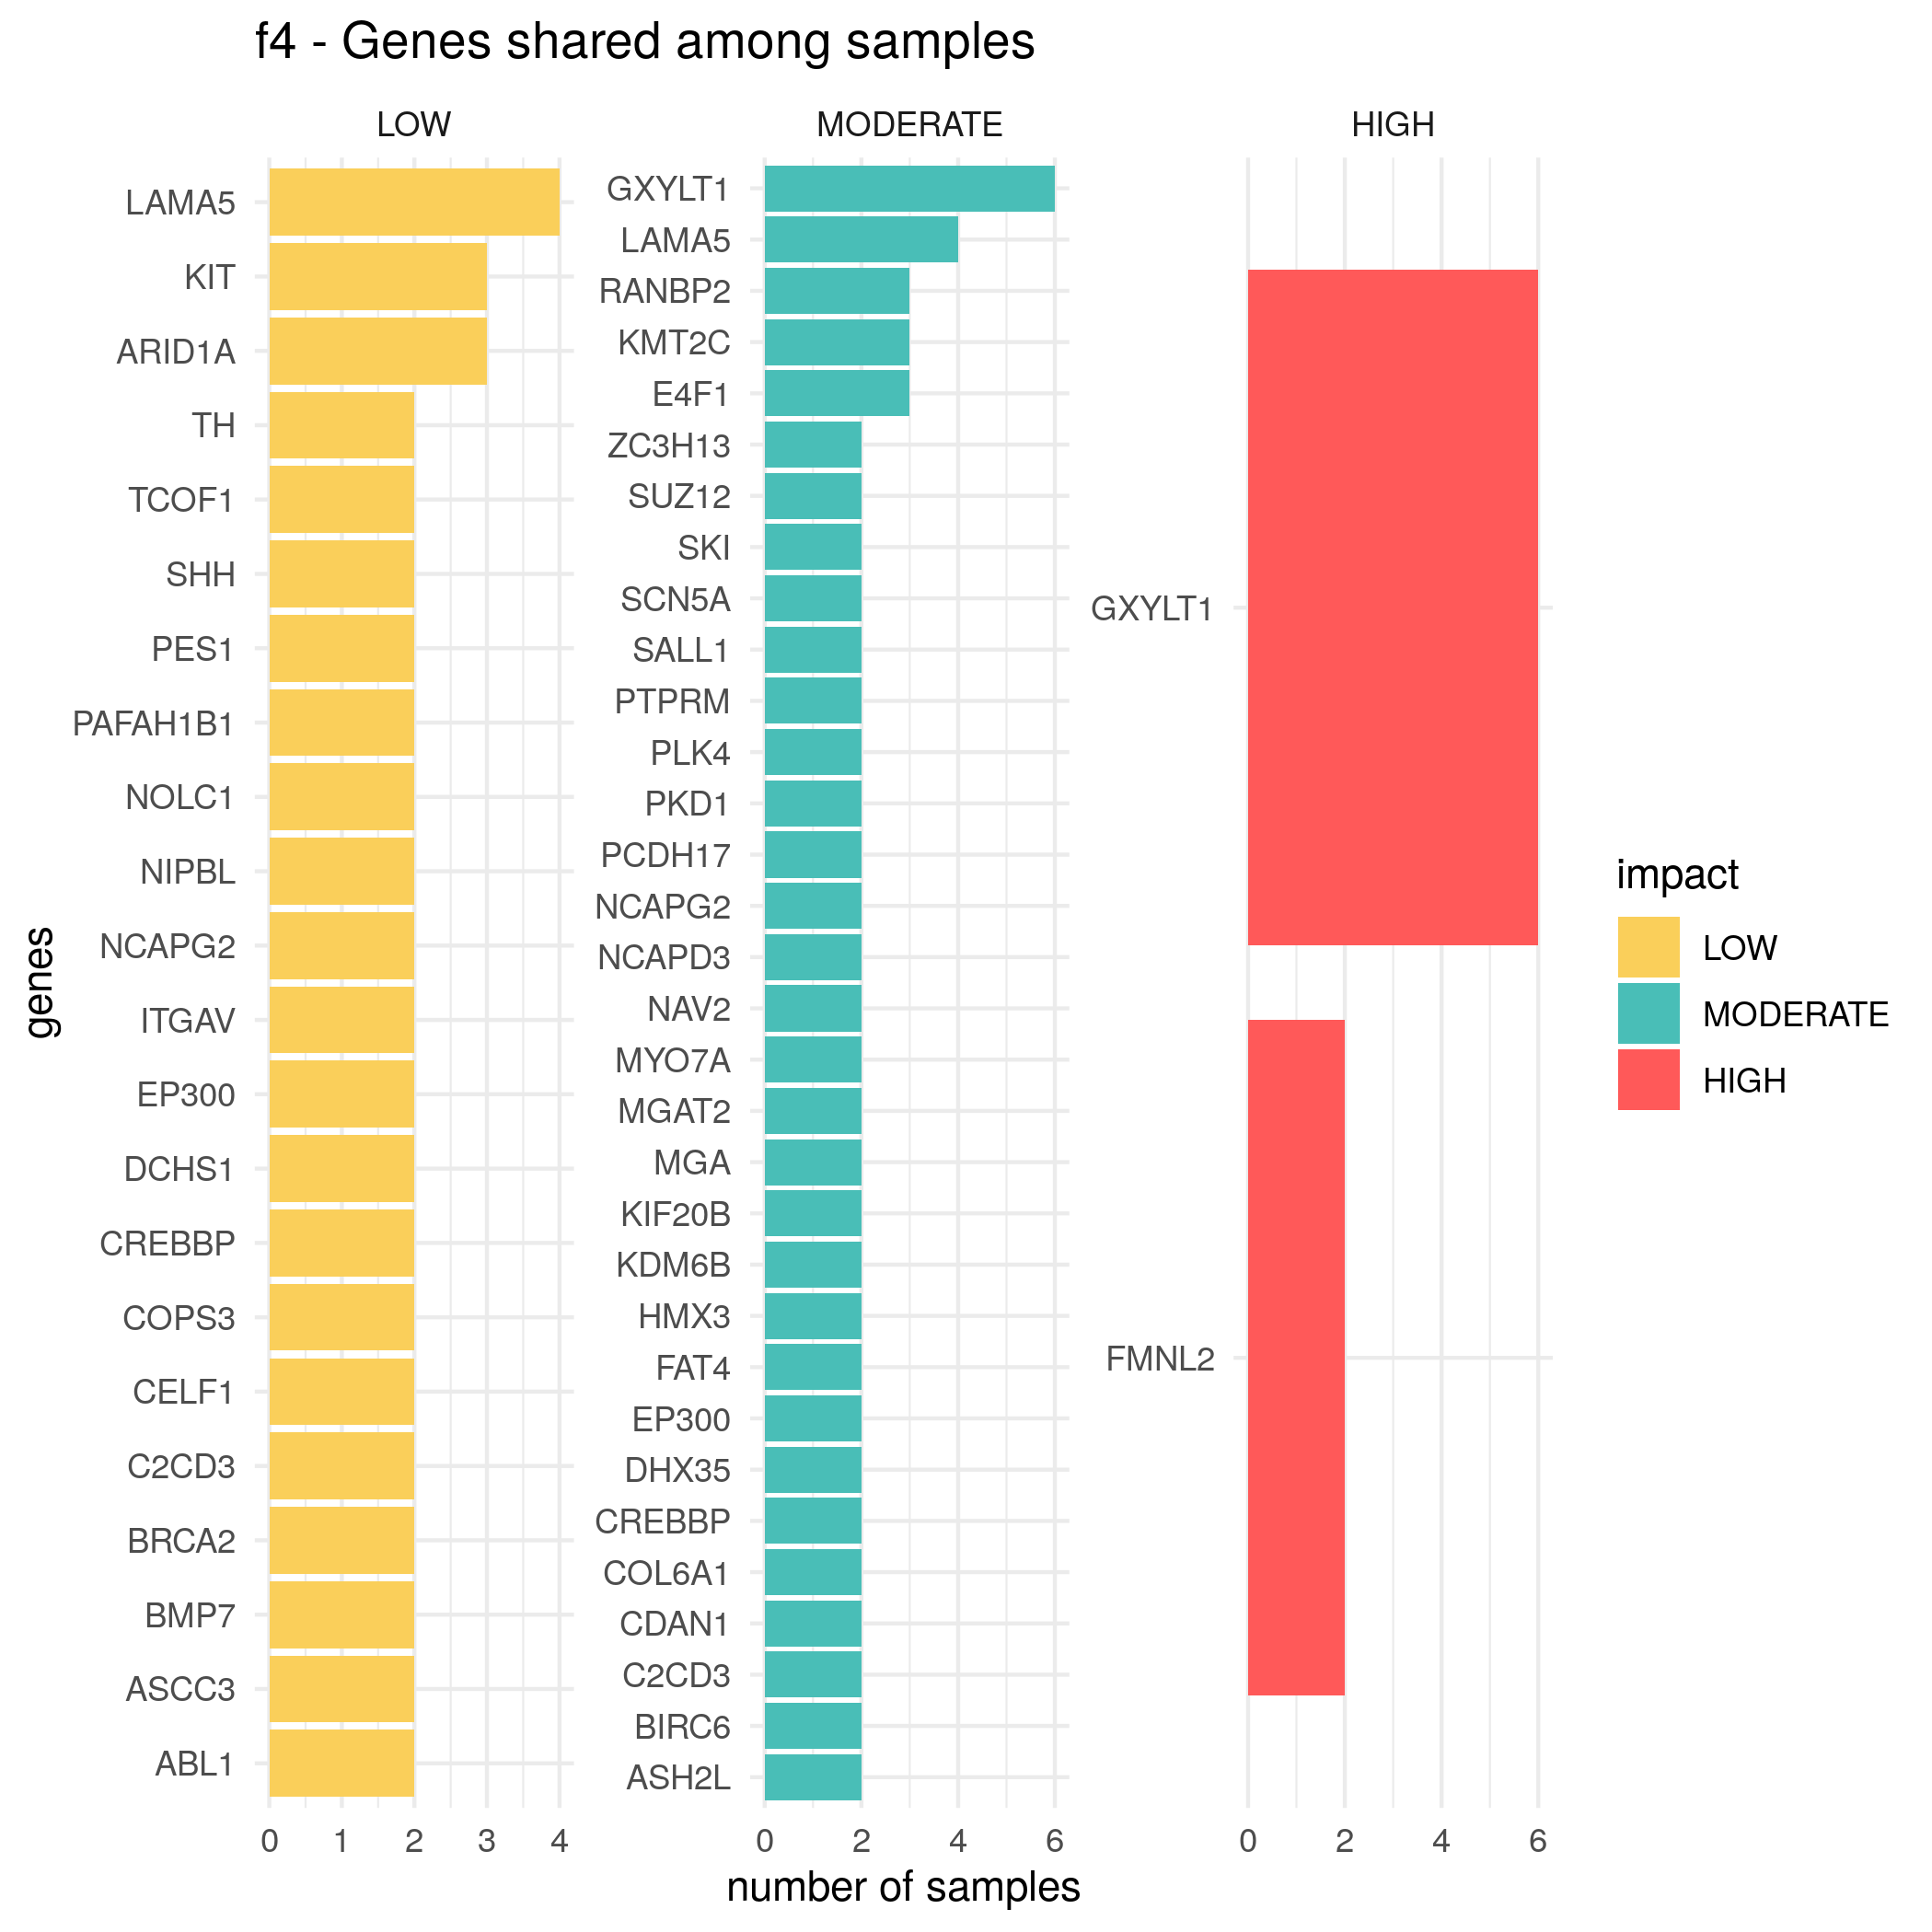 f4 - Genes shared among samples
LOW
MODERATE
HIGH
genes
LAMA5
KIT
ARID1A
TH
TCOF1
SHH
PES1
PAFAH1B1
NOLC1
NIPBL
NCAPG2
ITGAV
EP300
DCHS1
CREBBP
COPS3
CELF1
C2CD3
BRCA2
BMP7
ASCC3
ABL1
0 1 2 3 4
GXYLT1
LAMA5
RANBP2
KMT2C
E4F1
ZC3H13
SUZ12
SKI
SCN5A
SALL1
PTPRM
PLK4
PKD1
PCDH17
NCAPG2
NCAPD3
NAV2
MYO7A
MGAT2
MGA
KIF20B
KDM6B
HMX3
FAT4
EP300
DHX35
CREBBP
COL6A1
CDAN1
C2CD3
BIRC6
ASH2L
0 2 4 6
GXYLT1
FMNL2
0 2 4 6
number of samples
impact
LOW
MODERATE
HIGH